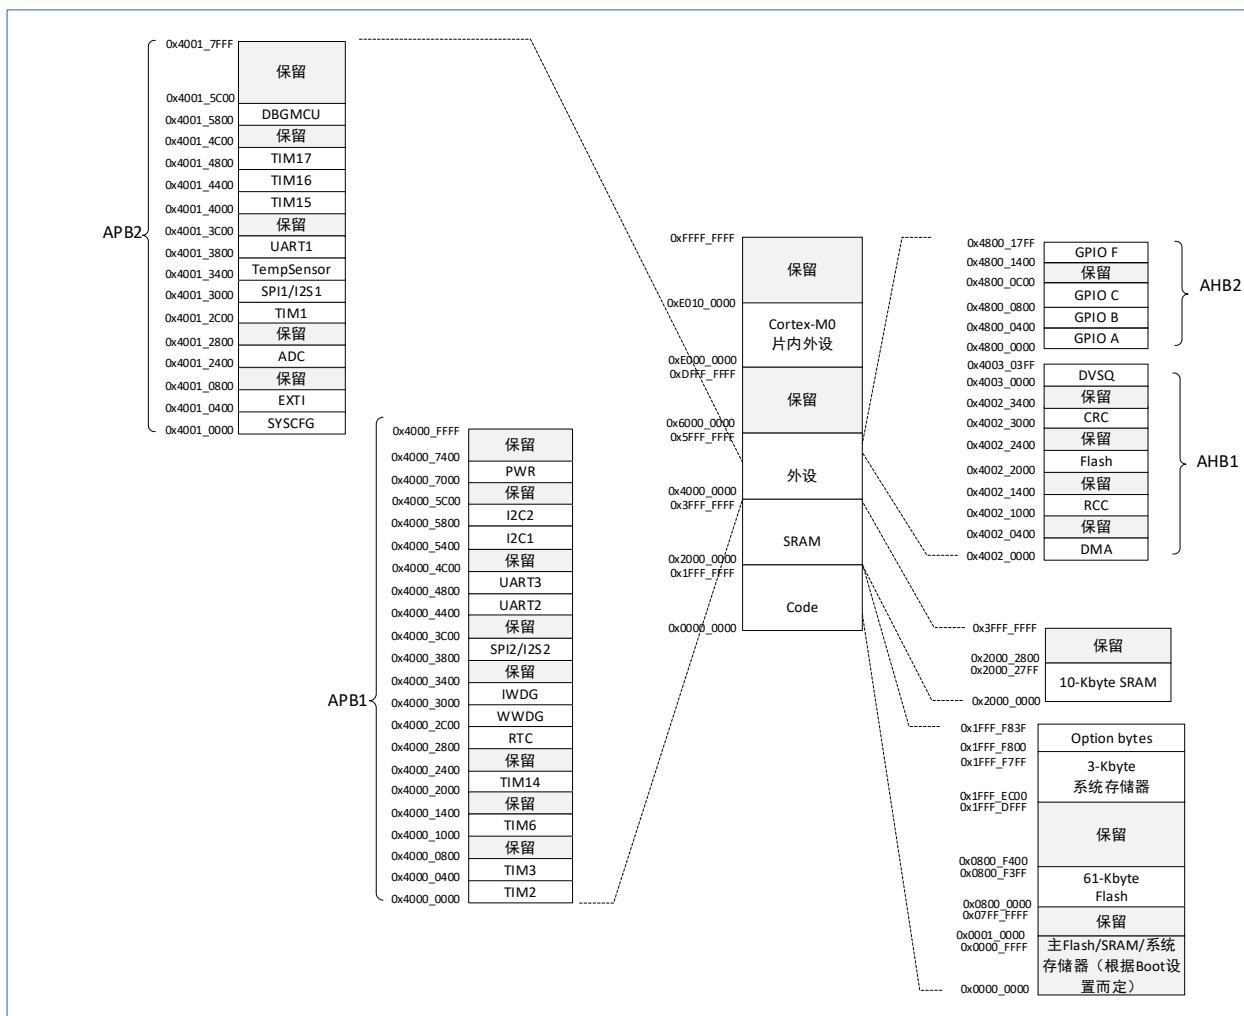 0x4001_7FFF
保留
0x4001_5C00
DBGMCU
0x4001_5800
保留
0x4001_4C00
TIM17
0x4001_4800
TIM16
0x4001_4400
TIM15
0x4001_4000
保留
0x4001_3C00
UART1
0x4001_3800
TempSensor
0x4001_3400
SPI1/I2S1
0x4001_3000
TIM1
0x4001_2C00
保留
0x4001_2800
ADC
0x4001_2400
保留
0x4001_0800
EXTI
0x4001_0400
SYSCFG
0x4001_0000
APB2
0x4000_FFFF
保留
0x4000_7400
PWR
0x4000_7000
保留
0x4000_5C00
I2C2
0x4000_5800
I2C1
0x4000_5400
保留
0x4000_4C00
UART3
0x4000_4800
UART2
0x4000_4400
保留
0x4000_3C00
SPI2/I2S2
0x4000_3800
保留
0x4000_3400
IWDG
0x4000_3000
WWDG
0x4000_2C00
RTC
0x4000_2800
保留
0x4000_2400
TIM14
0x4000_2000
保留
0x4000_1400
TIM6
0x4000_1000
保留
0x4000_0800
TIM3
0x4000_0400
TIM2
0x4000_0000
APB1
0xFFFF_FFFF
保留
0xE010_0000
Cortex-M0
片内外设
0xE000_0000
0xDFFF_FFFF
保留
0x6000_0000
0x5FFF_FFFF
外设
0x4000_0000
0x3FFF_FFFF
SRAM
0x2000_0000
0x1FFF_FFFF
Code
0x0000_0000
0x4800_17FF
GPIO F
0x4800_1400
保留
0x4800_0C00
GPIO C
0x4800_0800
GPIO B
0x4800_0400
GPIO A
0x4800_0000
AHB2
0x4003_03FF
DVSQ
0x4003_0000
保留
0x4002_3400
CRC
0x4002_3000
保留
0x4002_2400
Flash
0x4002_2000
保留
0x4002_1400
RCC
0x4002_1000
保留
0x4002_0400
DMA
0x4002_0000
AHB1
0x3FFF_FFFF
保留
0x2000_2800
0x2000_27FF
10-Kbyte SRAM
0x2000_0000
0x1FFF_F83F
Option bytes
0x1FFF_F800
0x1FFF_F7FF
3-Kbyte
系统存储器
0x1FFF_EC00
0x1FFF_DFFF
保留
0x0800_F400
0x0800_F3FF
61-Kbyte
Flash
0x0800_0000
0x07FF_FFFF
保留
0x0001_0000
0x0000_FFFF
主Flash/SRAM/系统
存储器（根据Boot设
置而定）
0x0000_0000